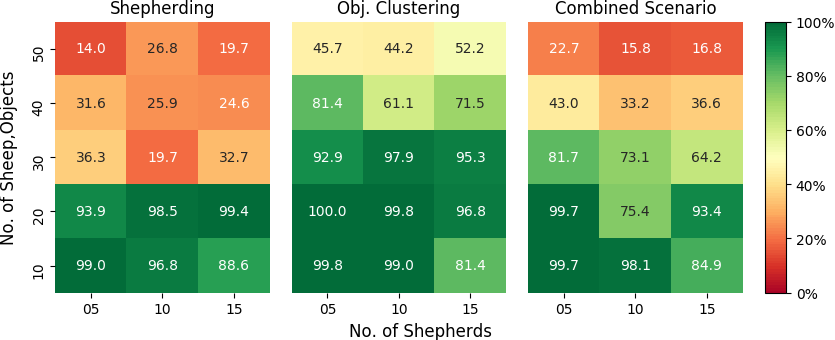 Shepherding Obj. Clustering Combined Scenario
No. of Sheep,Objects
50 14.0 26.8 19.7 45.7 44.2 52.2 22.7 15.8 16.8 100%
40 31.6 25.9 24.6 81.4 61.1 71.5 43.0 33.2 36.6 80%
30 36.3 19.7 32.7 92.9 97.9 95.3 81.7 73.1 64.2 60%
20 93.9 98.5 99.4 100.0 99.8 96.8 99.7 75.4 93.4 40%
10 99.0 96.8 88.6 99.8 99.0 81.4 99.7 98.1 84.9 20%
0%
05 10 15 05 10 15 05 10 15
No. of Shepherds